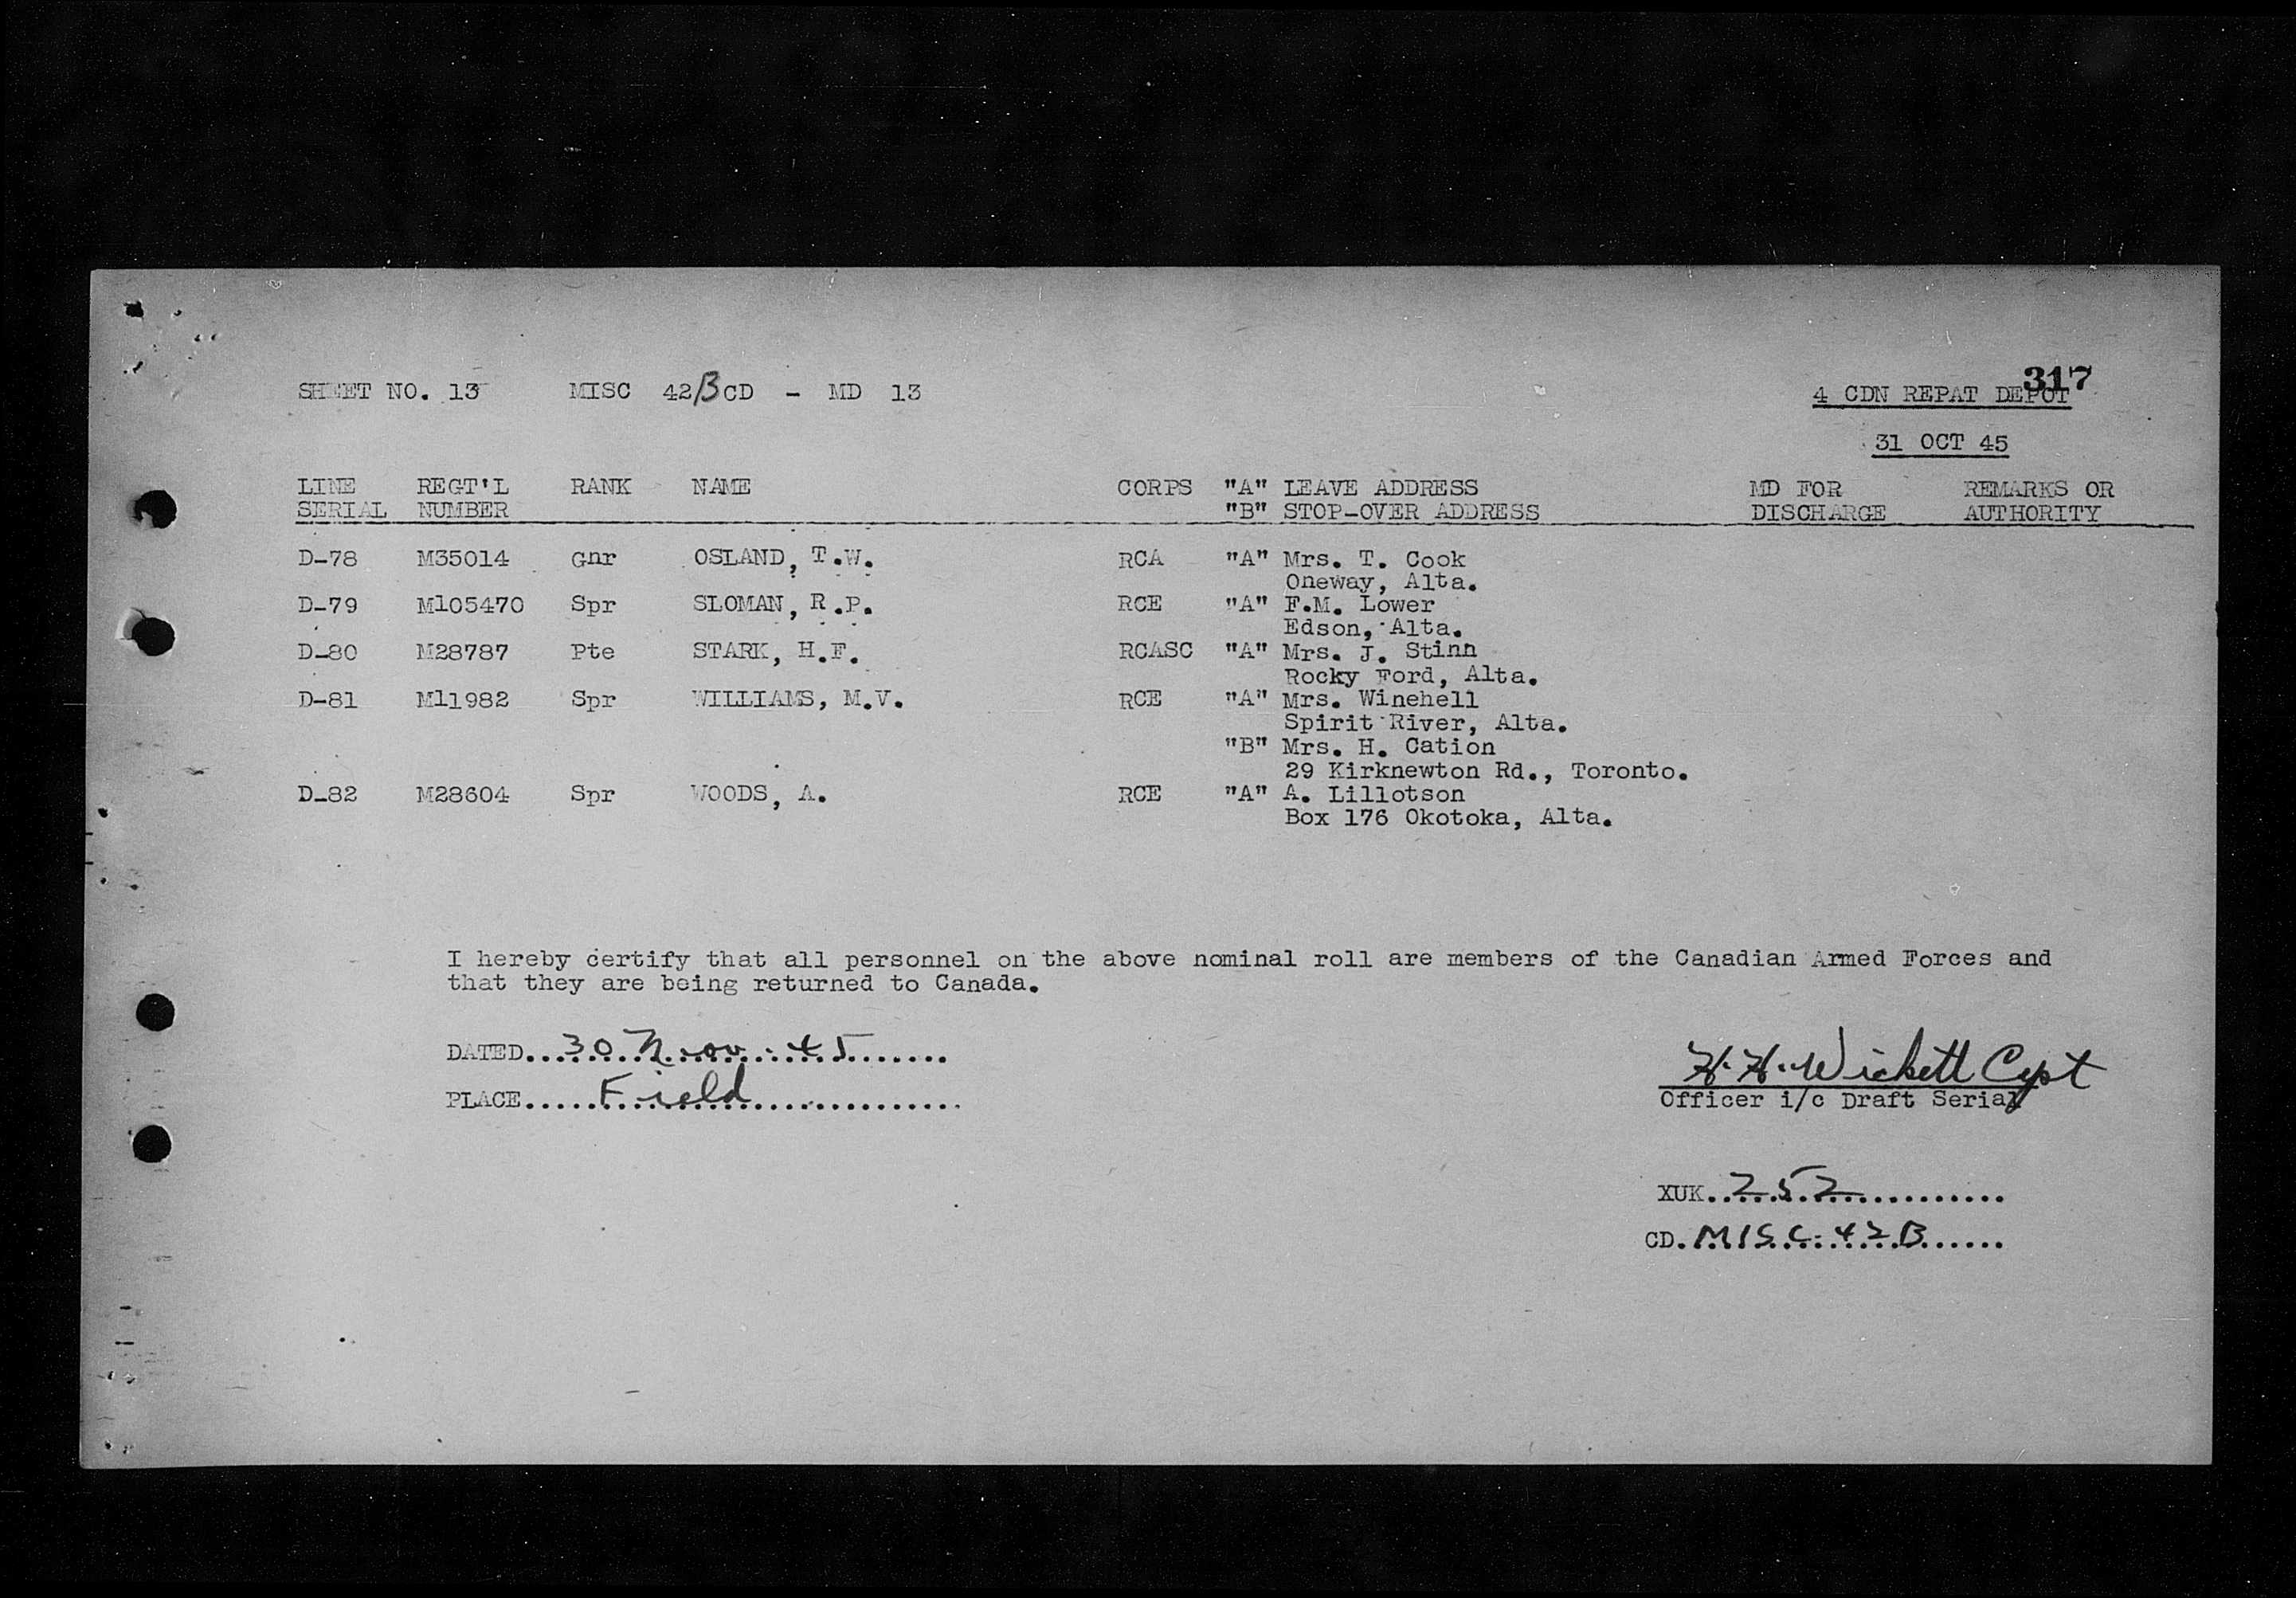 317
SHEET NO. 13 MISC 42BCD - MD 13 4 CDN REPAT DEPOT
31 OCT 45
LINE REGT'L RANK NAME CORPS "A" LEAVE ADDRESS MD FOR REMARKS OR
SERIAL NUMBER "B" STOP-OVER ADDRESS DISCHARGE AUTHORITY
D-78 M35014 Gnr OSLAND, T.W. RCA "A" Mrs. T. Cook
Oneway, Alta.
D-79 M105470 Spr SLOMAN, R.P. RCE "A" F.M. Lower
Edson, Alta.
D-80 M28787 Pte STARK, H.F. RCASC "A" Mrs. J. Stinn
Rocky Ford, Alta.
D-81 M11982 Spr WILLIAMS, M.V. RCE "A" Mrs. Winehell
Spirit River, Alta.
"B" Mrs. H. Cation
29 Kirknewton Rd., Toronto.
D-82 M28604 Spr WOODS, A. RCE "A" A. Lillotson
Box 176 Okotoka, Alta.
I hereby certify that all personnel on the above nominal roll are members of the Canadian Armed Forces and
that they are being returned to Canada.
DATED...30 Nov. 45.......
PLACE.....Field................
H.H. Wickett Capt
Officer i/c Draft Serial
XUK..252..............
CD.MISC. 42B......